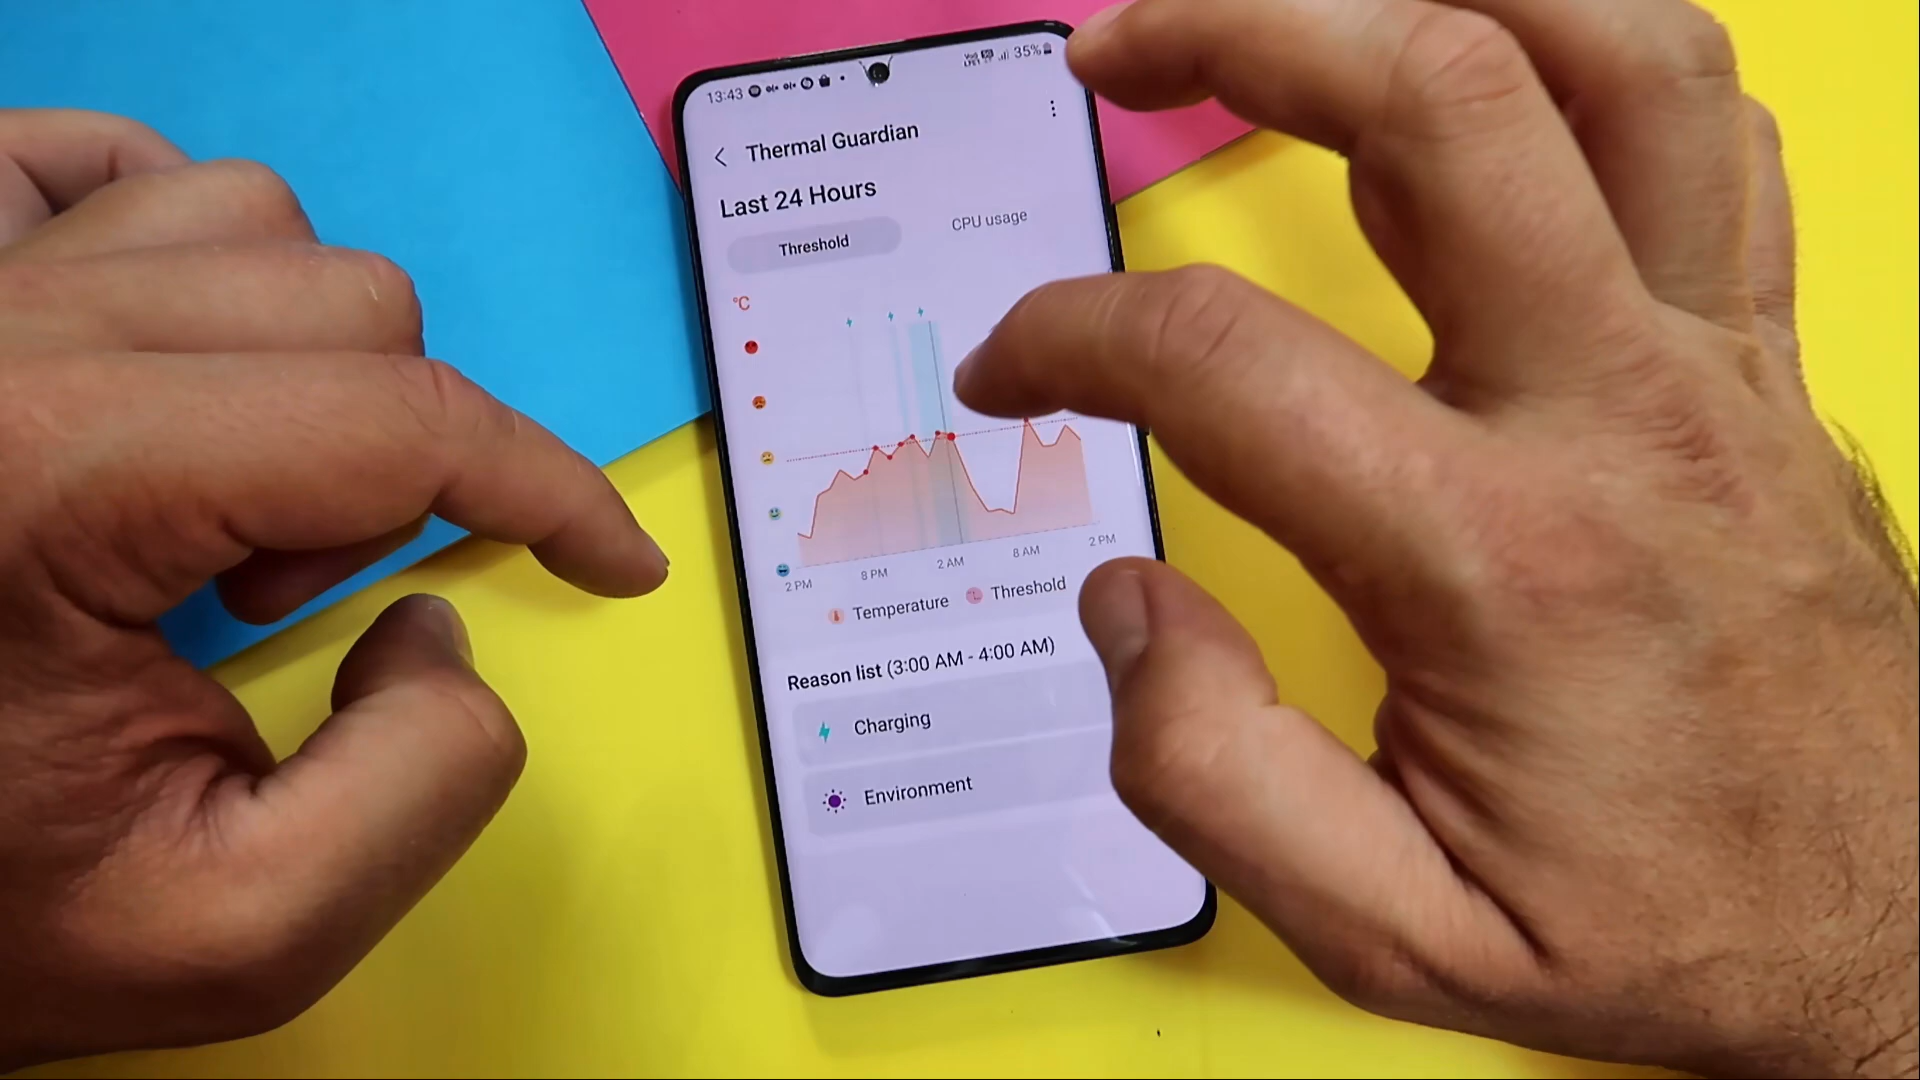 13:43 35%
Thermal Guardian
Last 24 Hours
Threshold CPU usage
°C
2 PM 8 PM 2 AM 8 AM 2 PM
Temperature Threshold
Reason list (3:00 AM - 4:00 AM)
Charging
Environment